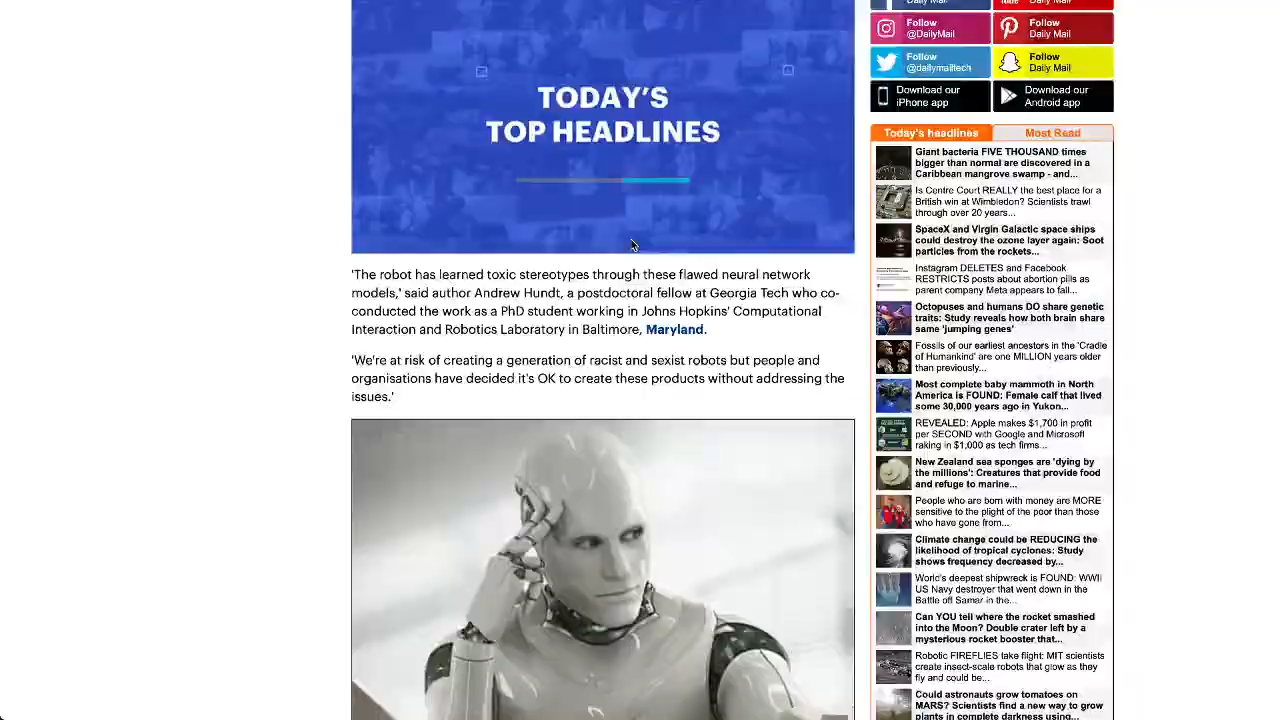 Daily Mail
Daily Mail
Follow
@DailyMail
Follow
Daily Mail
Follow
@dailymailtech
Follow
Daily Mail
Download our
iPhone app
Download our
Android app
TODAY'S
TOP HEADLINES
'The robot has learned toxic stereotypes through these flawed neural network
models,' said author Andrew Hundt, a postdoctoral fellow at Georgia Tech who co-
conducted the work as a PhD student working in Johns Hopkins' Computational
Interaction and Robotics Laboratory in Baltimore, Maryland.
'We're at risk of creating a generation of racist and sexist robots but people and
organisations have decided it's OK to create these products without addressing the
issues.'
Today's headlines
Most Read
Giant bacteria FIVE THOUSAND times
bigger than normal are discovered in a
Caribbean mangrove swamp - and...
Is Centre Court REALLY the best place for a
British win at Wimbledon? Scientists trawl
through over 20 years...
SpaceX and Virgin Galactic space ships
could destroy the ozone layer again: Soot
particles from the rockets...
Instagram DELETES and Facebook
RESTRICTS posts about abortion pills as
parent company Meta appears to fall...
Octopuses and humans DO share genetic
traits: Study reveals how both brain share
same 'jumping genes'
Fossils of our earliest ancestors in the 'Cradle
of Humankind' are one MILLION years older
than previously...
Most complete baby mammoth in North
America is FOUND: Female calf that lived
some 30,000 years ago in Yukon...
REVEALED: Apple makes $1,700 in profit
per SECOND with Google and Microsoft
raking in $1,000 as tech firms...
New Zealand sea sponges are 'dying by
the millions': Creatures that provide food
and refuge to marine...
People who are born with money are MORE
sensitive to the plight of the poor than those
who have gone from...
Climate change could be REDUCING the
likelihood of tropical cyclones: Study
shows frequency decreased by...
World's deepest shipwreck is FOUND: WWII
US Navy destroyer that went down in the
Battle off Samar in the...
Can YOU tell where the rocket smashed
into the Moon? Double crater left by a
mysterious rocket booster that...
Robotic FIREFLIES take flight: MIT scientists
create insect-scale robots that glow as they
fly and could be...
Could astronauts grow tomatoes on
MARS? Scientists find a new way to grow
plants in complete darkness using...